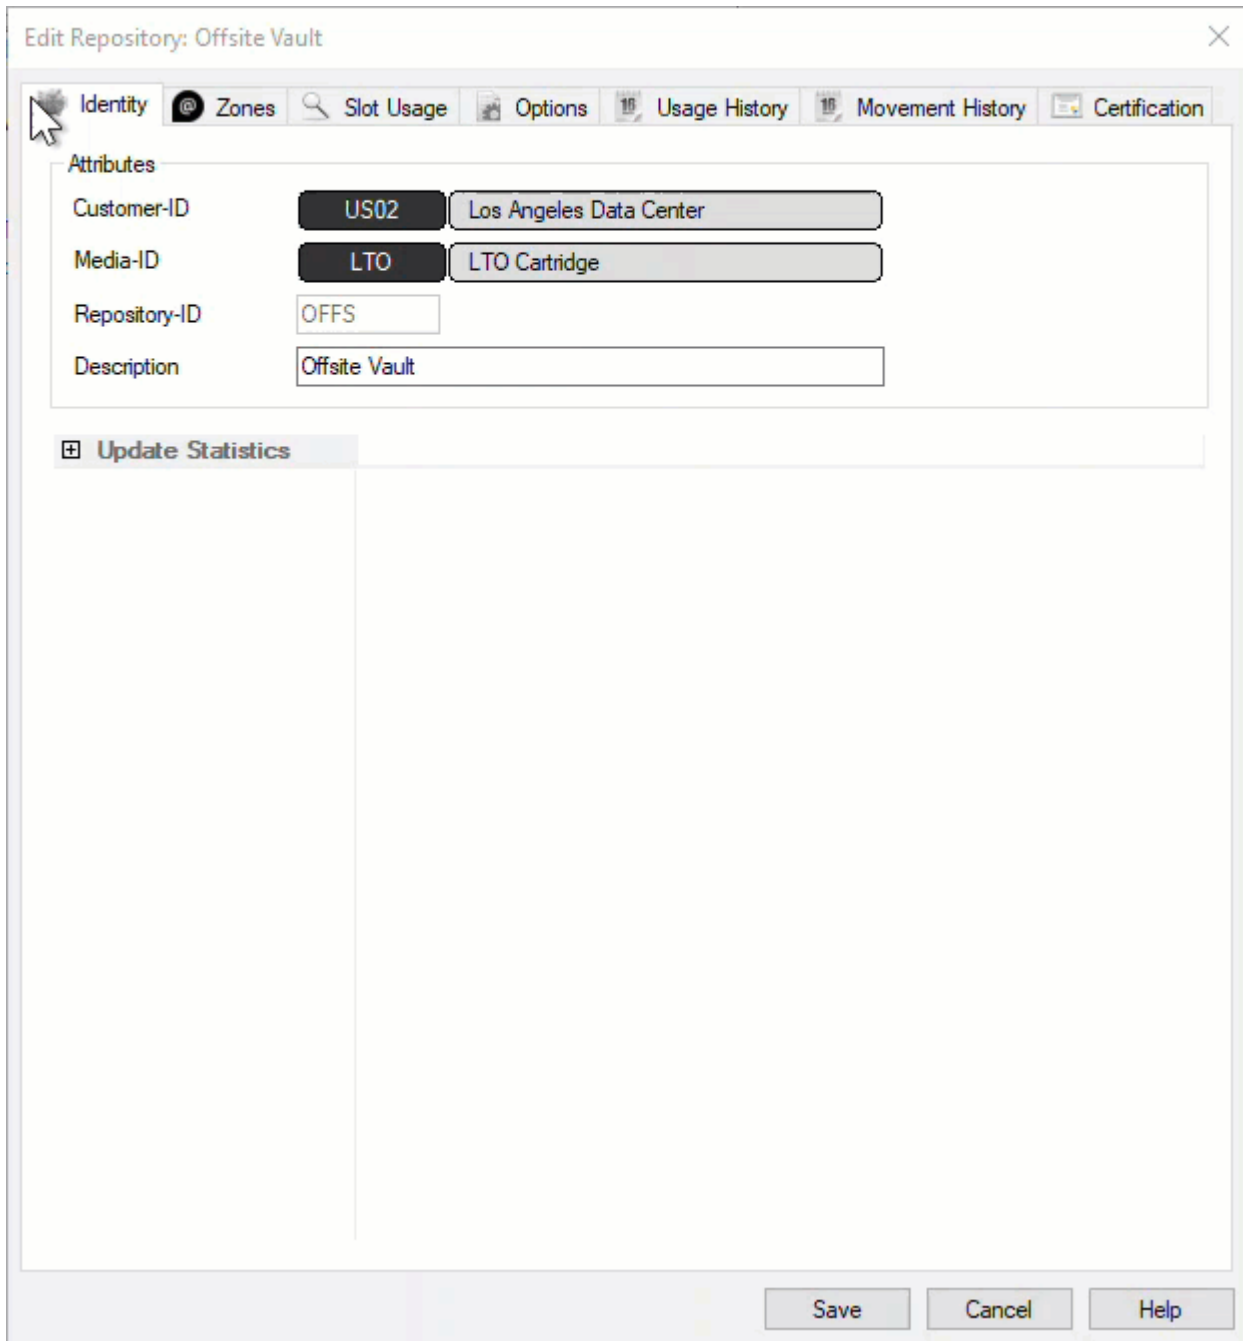 Edit Repository: Offsite Vault
Identity Zones Slot Usage Options Usage History Movement History Certification
Attributes
Customer-ID US02 Los Angeles Data Center
Media-ID LTO LTO Cartridge
Repository-ID OFFS
Description Offsite Vault
Update Statistics
Save Cancel Help